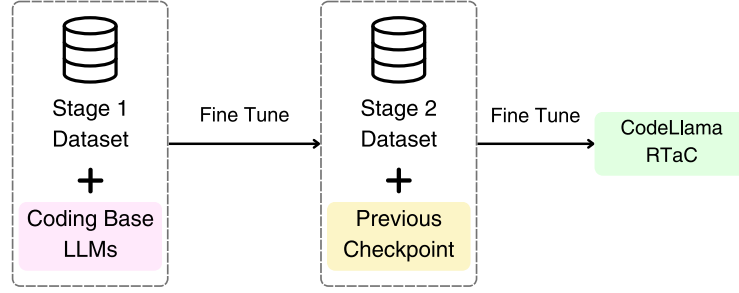 Stage 1
Dataset
+
Coding Base
LLMs
Fine Tune
Stage 2
Dataset
+
Previous
Checkpoint
Fine Tune
CodeLlama
RTaC